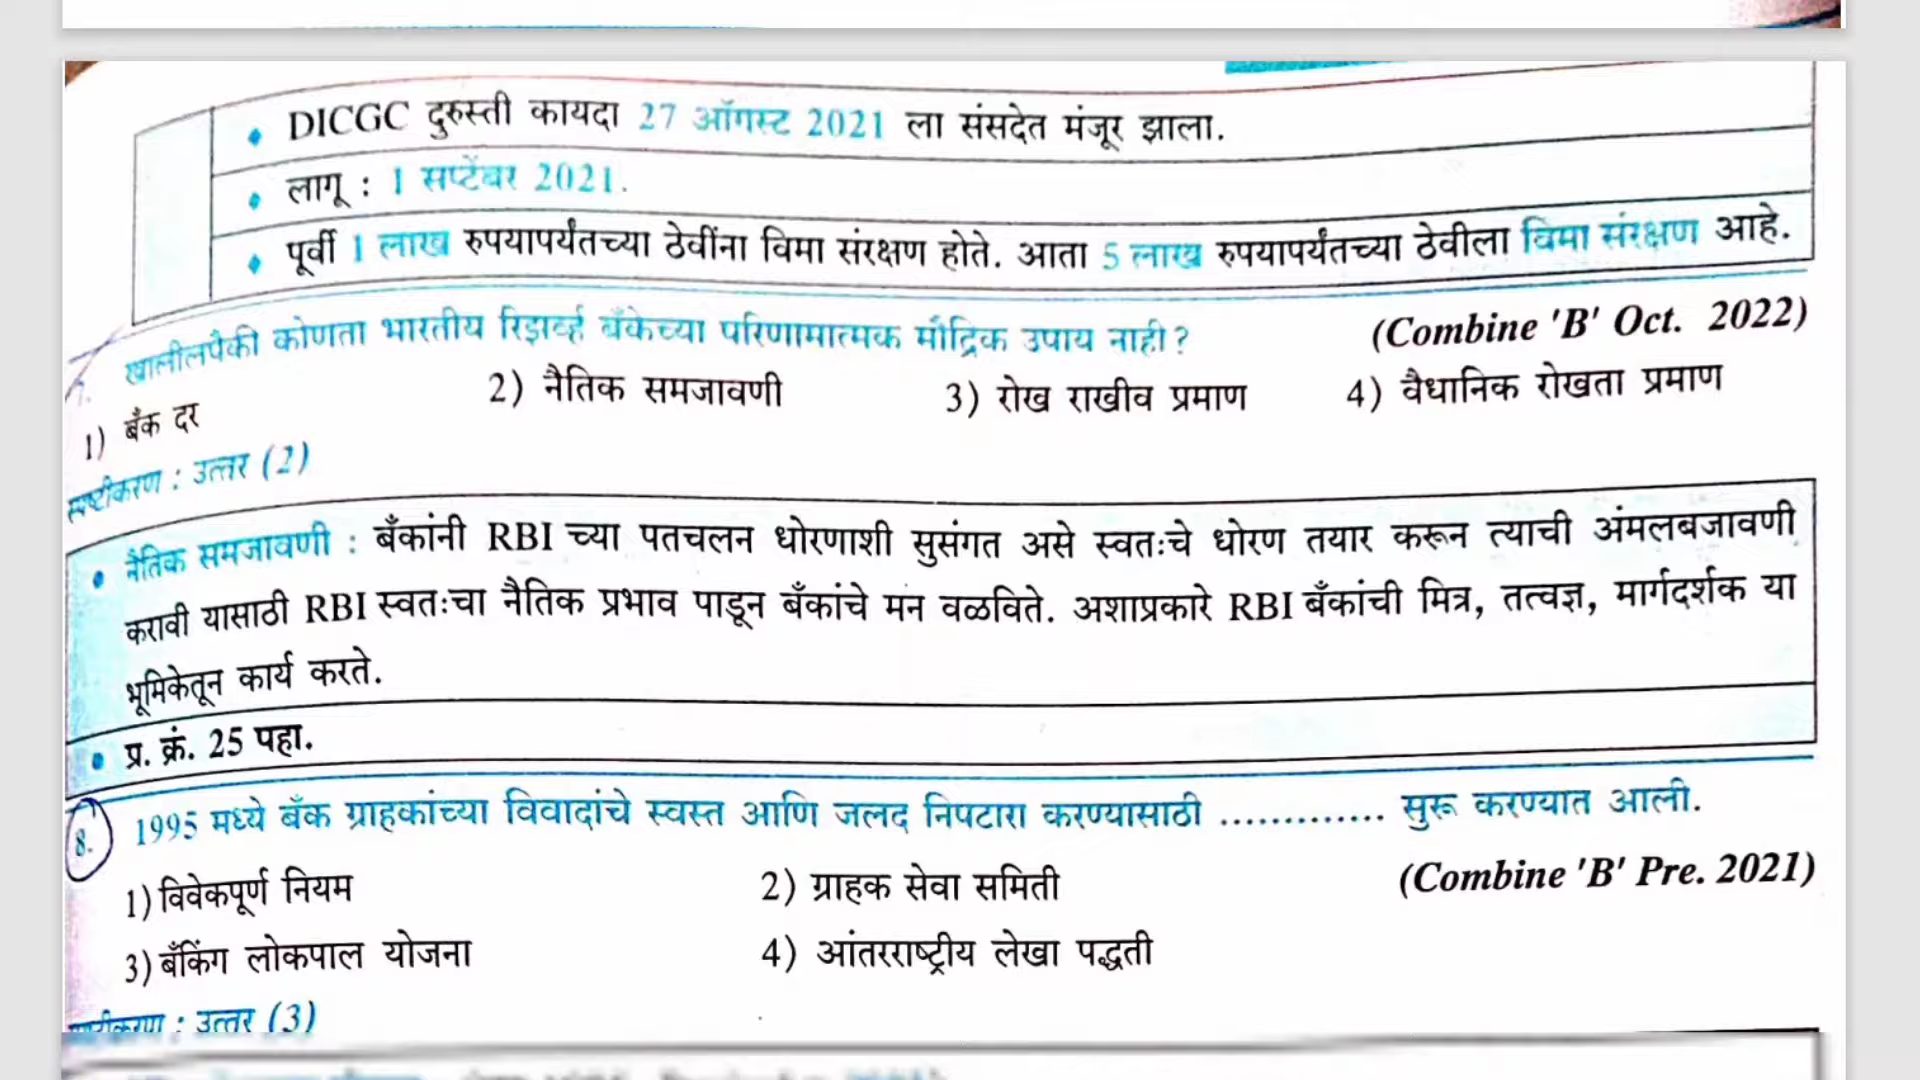 DICGC दुरुस्ती कायदा 27 ऑगस्ट 2021 ला संसदेत मंजूर झाला.
लागू : 1 सप्टेंबर 2021.
पूर्वी 1 लाख रुपयापर्यंतच्या ठेवींना विमा संरक्षण होते. आता 5 लाख रुपयापर्यंतच्या ठेवीला विमा संरक्षण आहे.
खालीलपैकी कोणता भारतीय रिझर्व्ह बँकेच्या परिणामात्मक मौद्रिक उपाय नाही?
(Combine 'B' Oct. 2022)
1) बँक दर 2) नैतिक समजावणी 3) रोख राखीव प्रमाण 4) वैधानिक रोखता प्रमाण
स्पष्टीकरण : उत्तर (2)
नैतिक समजावणी : बँकांनी RBI च्या पतचलन धोरणाशी सुसंगत असे स्वतःचे धोरण तयार करून त्याची अंमलबजावणी
करावी यासाठी RBI स्वतःचा नैतिक प्रभाव पाडून बँकांचे मन वळविते. अशाप्रकारे RBI बँकांची मित्र, तत्वज्ञ, मार्गदर्शक या
भूमिकेतून कार्य करते.
प्र. क्रं. 25 पहा.
8. 1995 मध्ये बँक ग्राहकांच्या विवादांचे स्वस्त आणि जलद निपटारा करण्यासाठी ............. सुरू करण्यात आली.
(Combine 'B' Pre. 2021)
1) विवेकपूर्ण नियम 2) ग्राहक सेवा समिती
3) बँकिंग लोकपाल योजना 4) आंतरराष्ट्रीय लेखा पद्धती
स्पष्टीकरण : उत्तर (3)